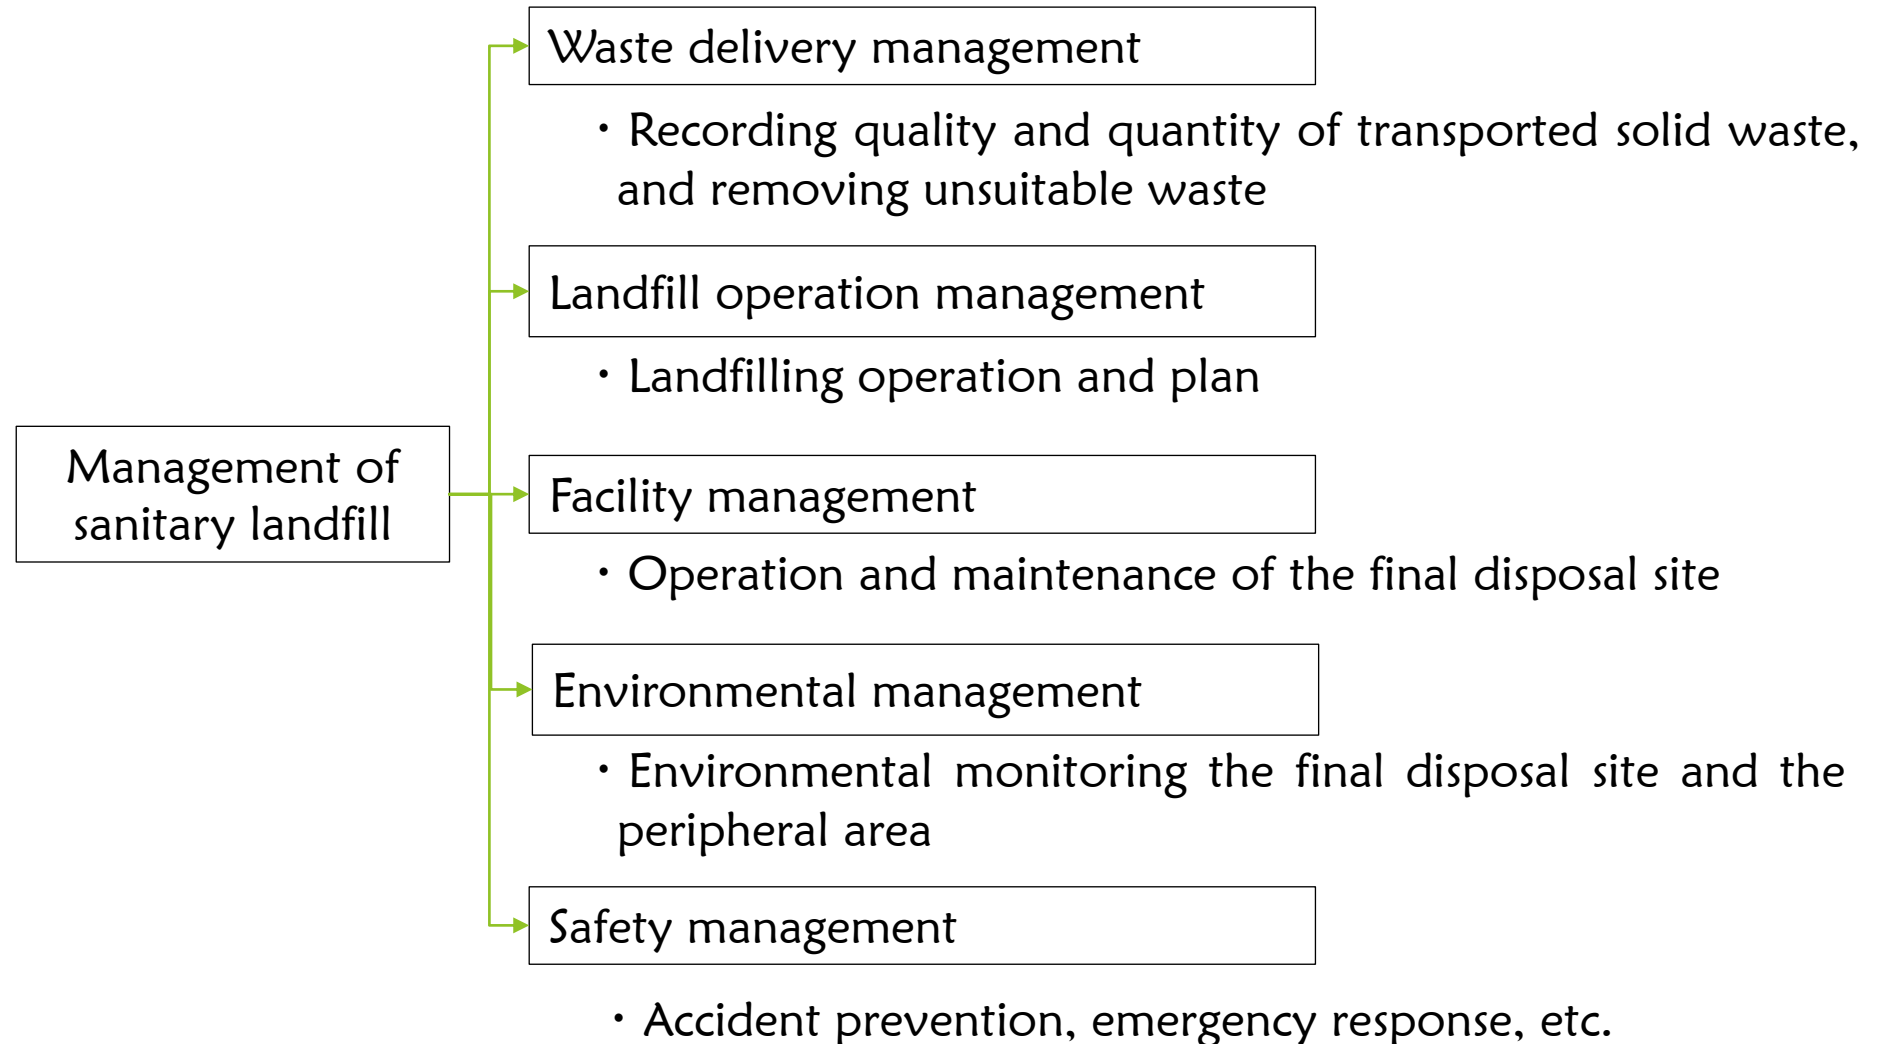 Waste delivery management
・Recording quality and quantity of transported solid waste,
and removing unsuitable waste
Landfill operation management
・Landfilling operation and plan
Management of
sanitary landfill
Facility management
・Operation and maintenance of the final disposal site
Environmental management
・Environmental monitoring the final disposal site and the
peripheral area
Safety management
・Accident prevention, emergency response, etc.